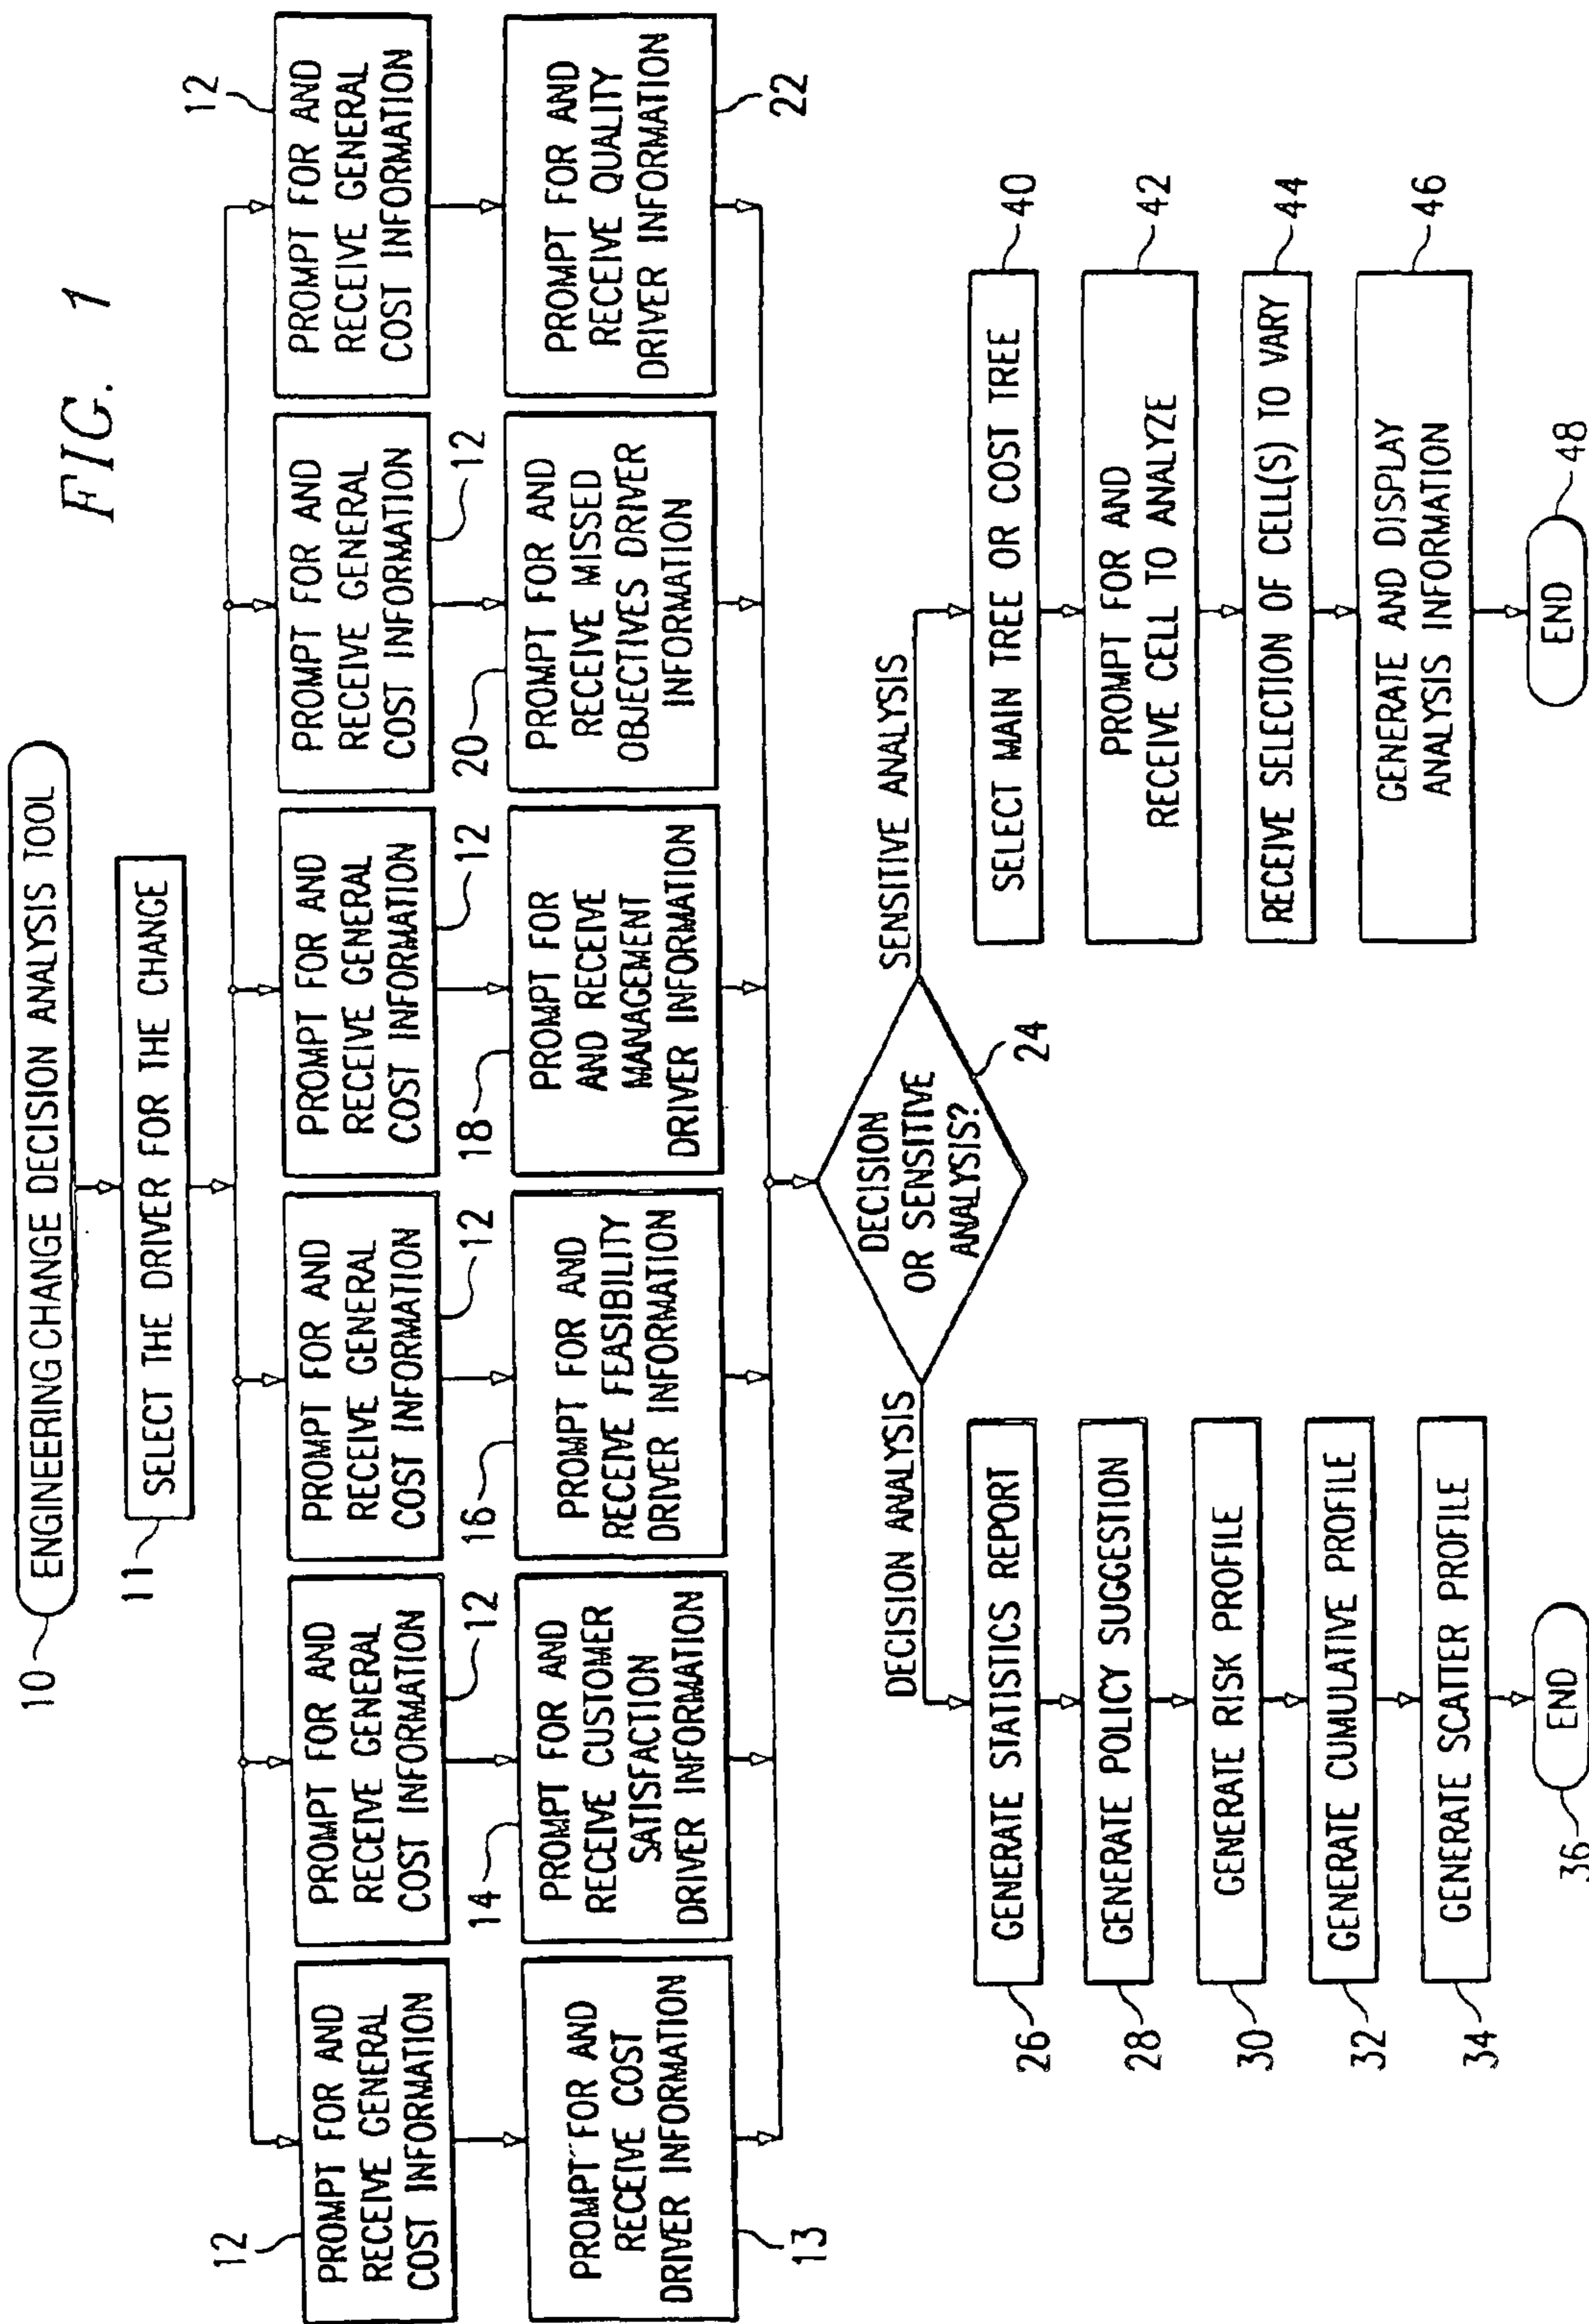 FIG. 1
10
ENGINEERING CHANGE DECISION ANALYSIS TOOL
11
SELECT THE DRIVER FOR THE CHANGE
12
PROMPT FOR AND
RECEIVE GENERAL
COST INFORMATION
PROMPT FOR AND
RECEIVE GENERAL
COST INFORMATION
12
PROMPT FOR AND
RECEIVE GENERAL
COST INFORMATION
12
PROMPT FOR AND
RECEIVE GENERAL
COST INFORMATION
12
PROMPT FOR AND
RECEIVE GENERAL
COST INFORMATION
12
PROMPT FOR AND
RECEIVE GENERAL
COST INFORMATION
12
PROMPT FOR AND
RECEIVE COST
DRIVER INFORMATION
13
14
PROMPT FOR AND
RECEIVE CUSTOMER
SATISFACTION
DRIVER INFORMATION
16
PROMPT FOR AND
RECEIVE FEASIBILITY
DRIVER INFORMATION
18
PROMPT FOR
AND RECEIVE
MANAGEMENT
DRIVER INFORMATION
20
PROMPT FOR AND
RECEIVE MISSED
OBJECTIVES DRIVER
INFORMATION
PROMPT FOR AND
RECEIVE QUALITY
DRIVER INFORMATION
22
DECISION
OR SENSITIVE
ANALYSIS?
24
DECISION ANALYSIS
26
GENERATE STATISTICS REPORT
28
GENERATE POLICY SUGGESTION
30
GENERATE RISK PROFILE
32
GENERATE CUMULATIVE PROFILE
34
GENERATE SCATTER PROFILE
36
END
SENSITIVE ANALYSIS
SELECT MAIN TREE OR COST TREE
40
PROMPT FOR AND
RECEIVE CELL TO ANALYZE
42
RECEIVE SELECTION OF CELL(S) TO VARY
44
GENERATE AND DISPLAY
ANALYSIS INFORMATION
46
END
48